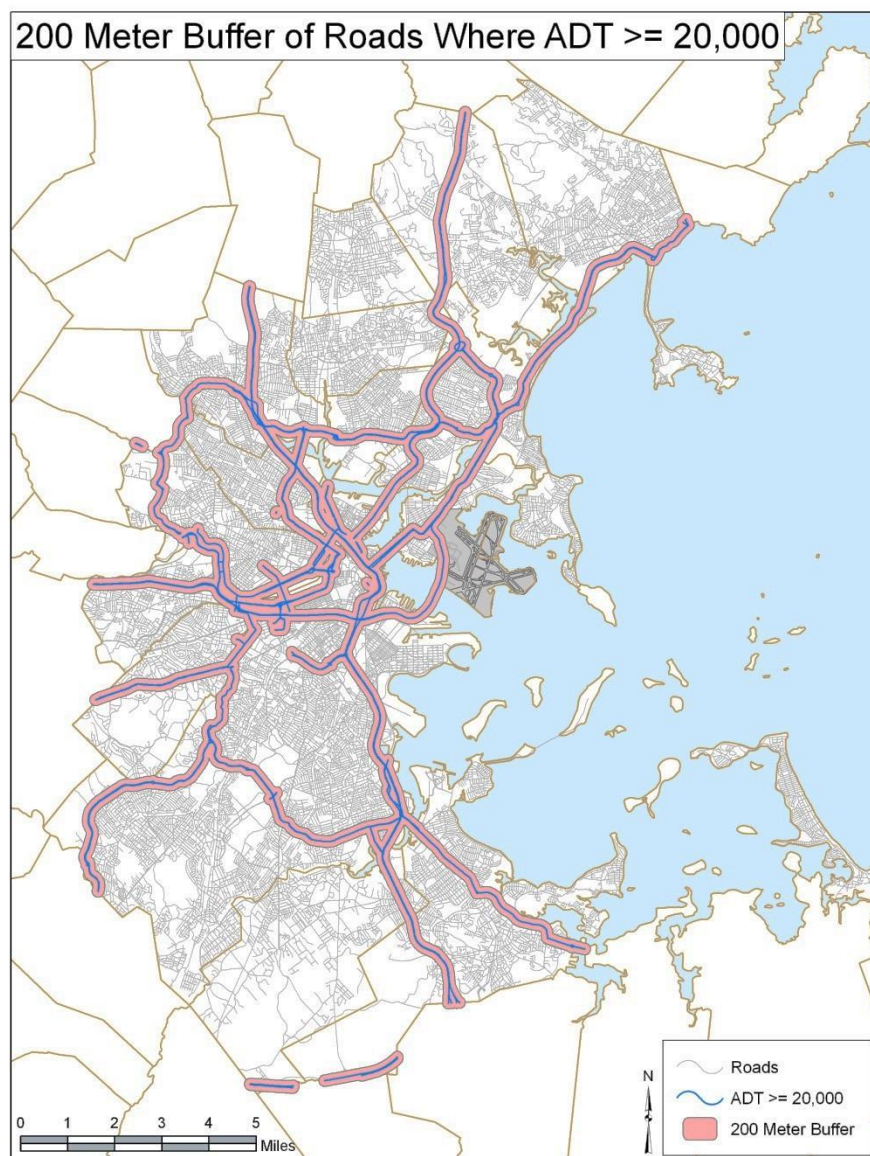 200 Meter Buffer of Roads Where ADT >= 20,000
Roads
ADT >= 20,000
200 Meter Buffer
N
0 1 2 3 4 5
Miles